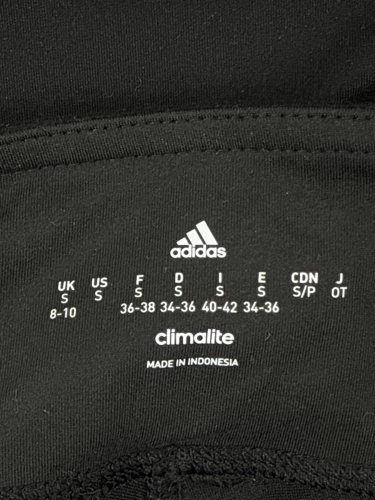 adidas
UK US F D I E CDN J
S S S S S S S/P OT
8-10 36-38 34-36 40-42 34-36
climalite
MADE IN INDONESIA